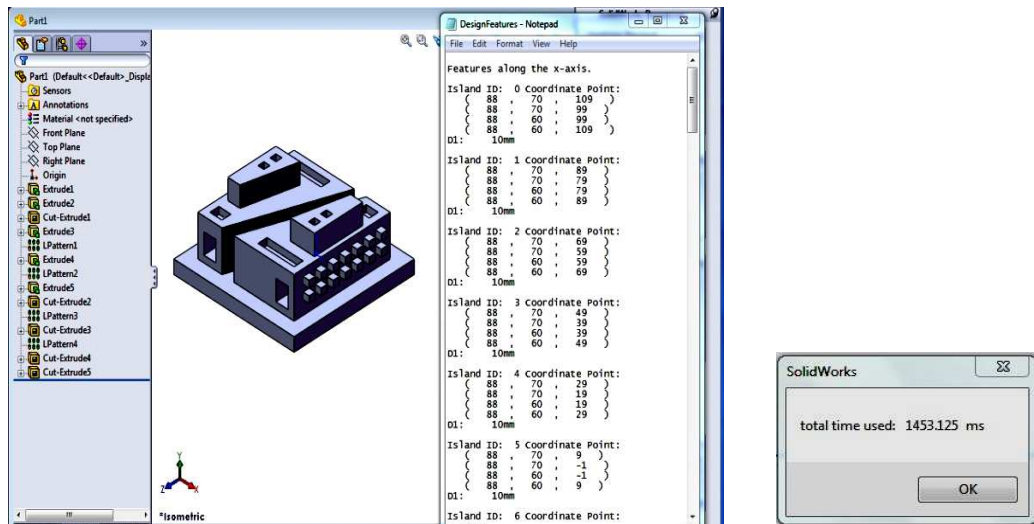 Part1
Part1 (Default<<Default>_Displa
Sensors
Annotations
Material <not specified>
Front Plane
Top Plane
Right Plane
Origin
Extrude1
Extrude2
Cut-Extrude1
Extrude3
LPattern1
Extrude4
LPattern2
Extrude5
Cut-Extrude2
LPattern3
Cut-Extrude3
LPattern4
Cut-Extrude4
Cut-Extrude5
Y
Z
X
*Isometric
DesignFeatures - Notepad
File Edit Format View Help
Features along the x-axis.
Island ID: 0 Coordinate Point:
( 88 , 70 , 109 )
( 88 , 70 , 99 )
( 88 , 60 , 99 )
( 88 , 60 , 109 )
D1: 10mm
Island ID: 1 Coordinate Point:
( 88 , 70 , 89 )
( 88 , 70 , 79 )
( 88 , 60 , 79 )
( 88 , 60 , 89 )
D1: 10mm
Island ID: 2 Coordinate Point:
( 88 , 70 , 69 )
( 88 , 70 , 59 )
( 88 , 60 , 59 )
( 88 , 60 , 69 )
D1: 10mm
Island ID: 3 Coordinate Point:
( 88 , 70 , 49 )
( 88 , 70 , 39 )
( 88 , 60 , 39 )
( 88 , 60 , 49 )
D1: 10mm
Island ID: 4 Coordinate Point:
( 88 , 70 , 29 )
( 88 , 70 , 19 )
( 88 , 60 , 19 )
( 88 , 60 , 29 )
D1: 10mm
Island ID: 5 Coordinate Point:
( 88 , 70 , 9 )
( 88 , 70 , -1 )
( 88 , 60 , -1 )
( 88 , 60 , 9 )
D1: 10mm
Island ID: 6 Coordinate Point:
SolidWorks
total time used: 1453.125 ms
OK